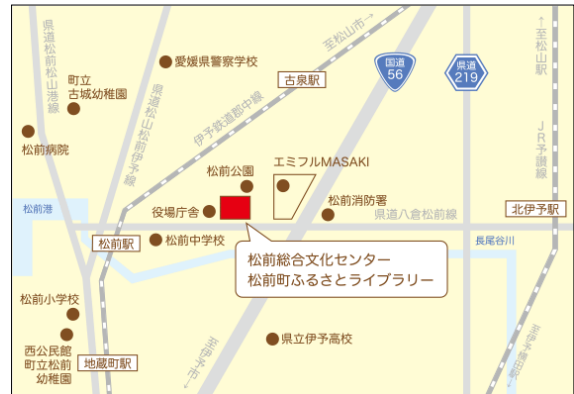 県道松前松山港線
町立
古城幼稚園
松前病院
県道松山松前伊予線
愛媛県警察学校
至松山市→
古泉駅
伊予鉄道郡中線
国道
56
県道
219
←至松山駅
JR予讃線
松前公園
エミフルMASAKI
役場庁舎
松前消防署
県道八倉松前線
北伊予駅
松前港
松前駅
松前中学校
長尾谷川
松前総合文化センター
松前町ふるさとライブラリー
松前小学校
西公民館
町立松前
幼稚園
地蔵町駅
県立伊予高校
至伊予市→
至伊予横田駅→